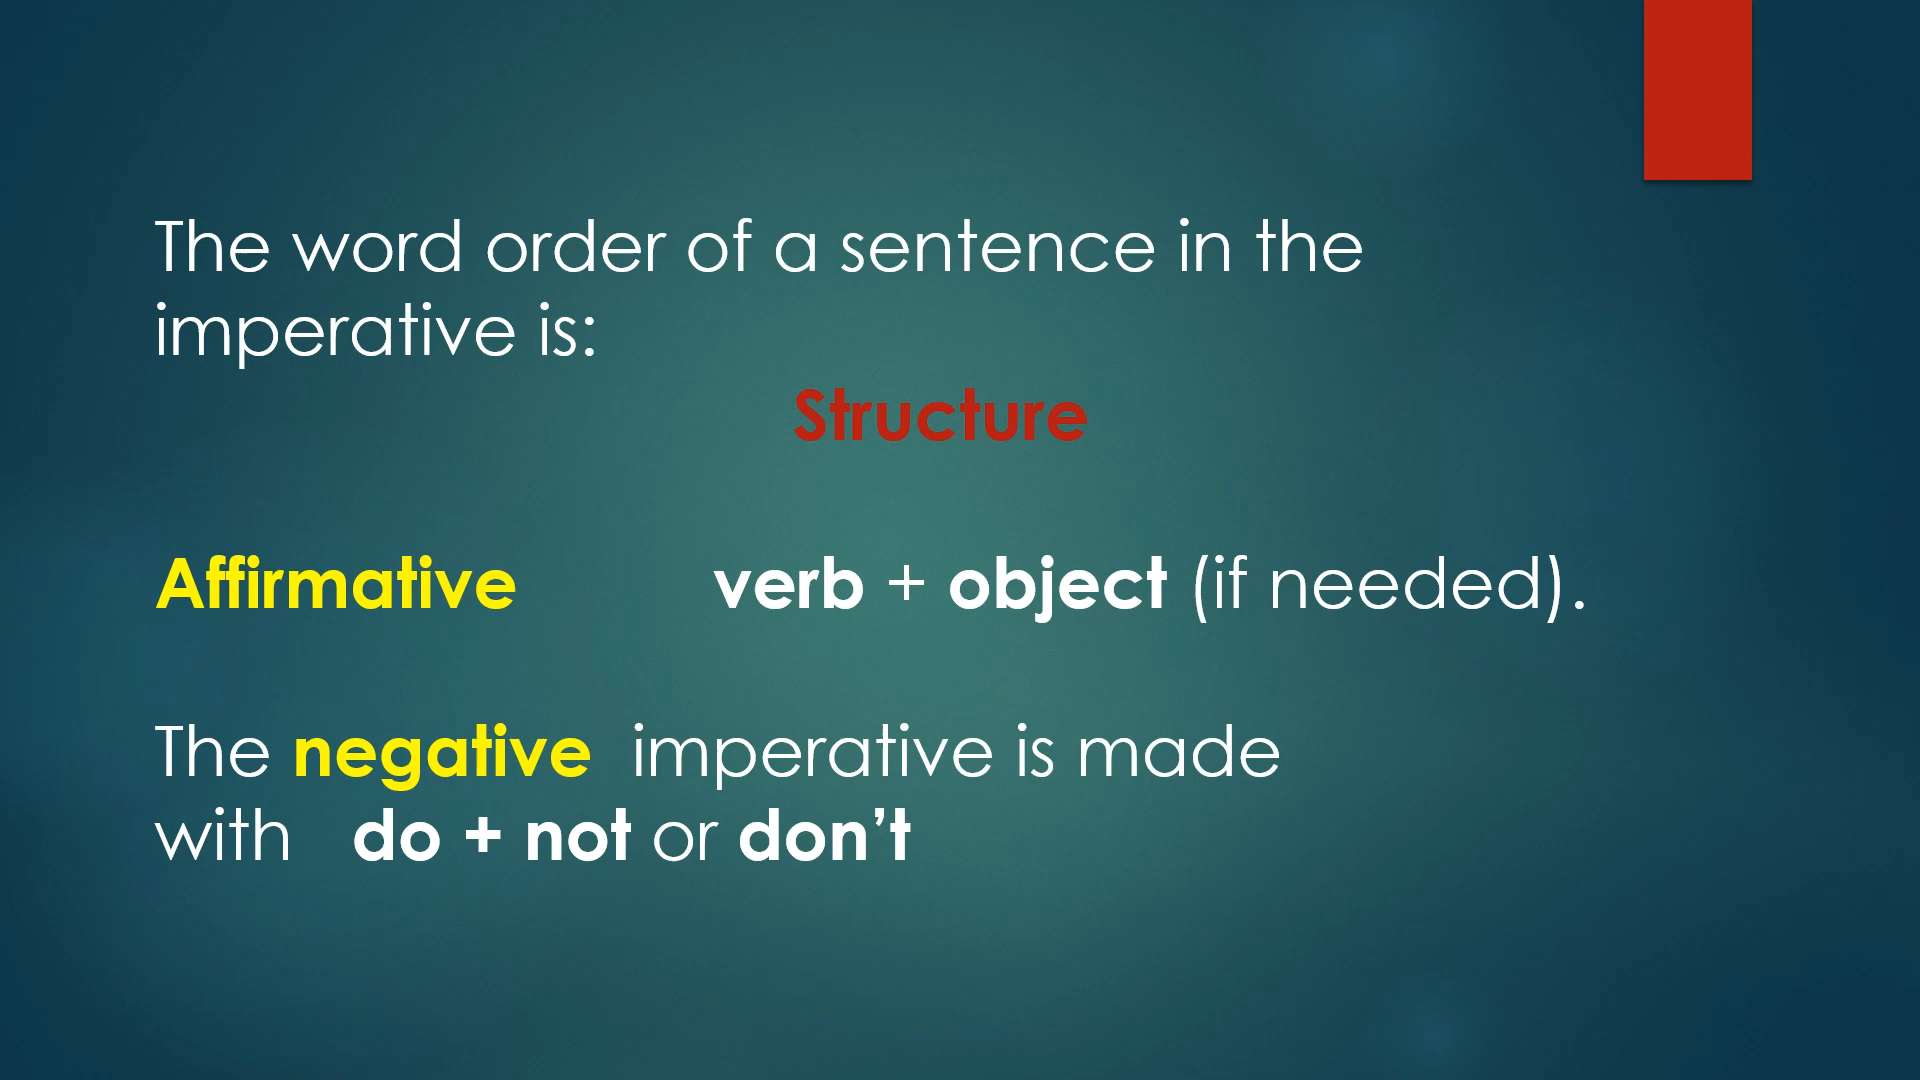 The word order of a sentence in the
imperative is:
Structure
Affirmative verb + object (if needed).
The negative imperative is made
with do + not or don’t